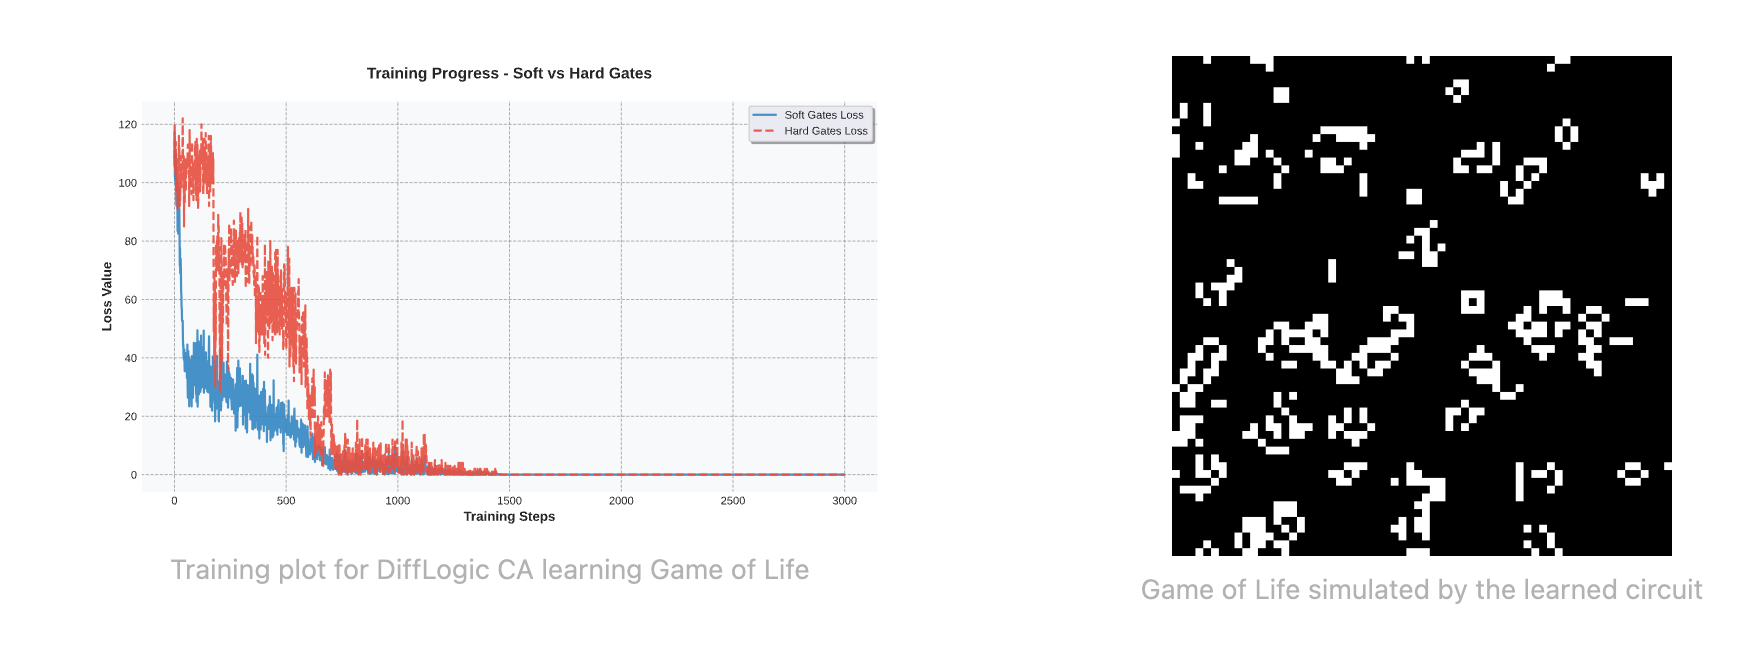 Training Progress - Soft vs Hard Gates
Soft Gates Loss
Hard Gates Loss
Loss Value
120
100
80
60
40
20
0
0 500 1000 1500 2000 2500 3000
Training Steps
Training plot for DiffLogic CA learning Game of Life
Game of Life simulated by the learned circuit